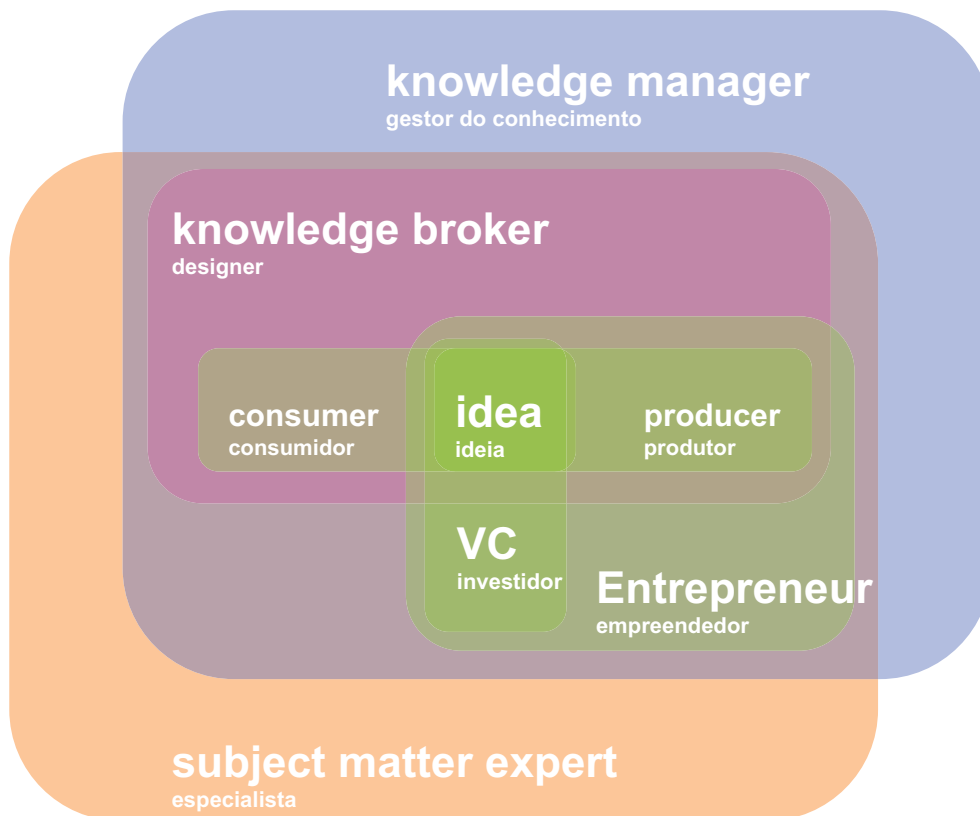 knowledge manager
gestor do conhecimento
knowledge broker
designer
consumer
consumidor
idea
ideia
producer
produtor
VC
investidor
Entrepreneur
empreendedor
subject matter expert
especialista